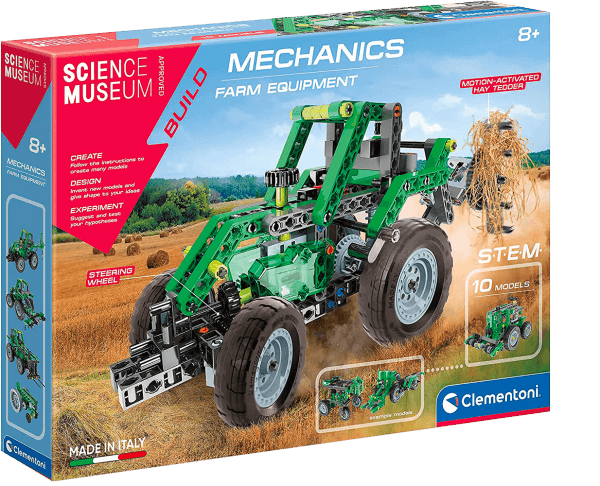 SCIENCE
MUSEUM
APPROVED
BUILD
MECHANICS
FARM EQUIPMENT
8+
MOTION-ACTIVATED
HAY TEDDER
8+
MECHANICS
FARM EQUIPMENT
CREATE
Follow the instructions to
create many models
DESIGN
Invent new models and
give shape to your ideas
EXPERIMENT
Suggest and test
your hypotheses
STEERING
WHEEL
S•T•E•M•
10 MODELS
example models
MADE IN ITALY
Clementoni
Clementoni